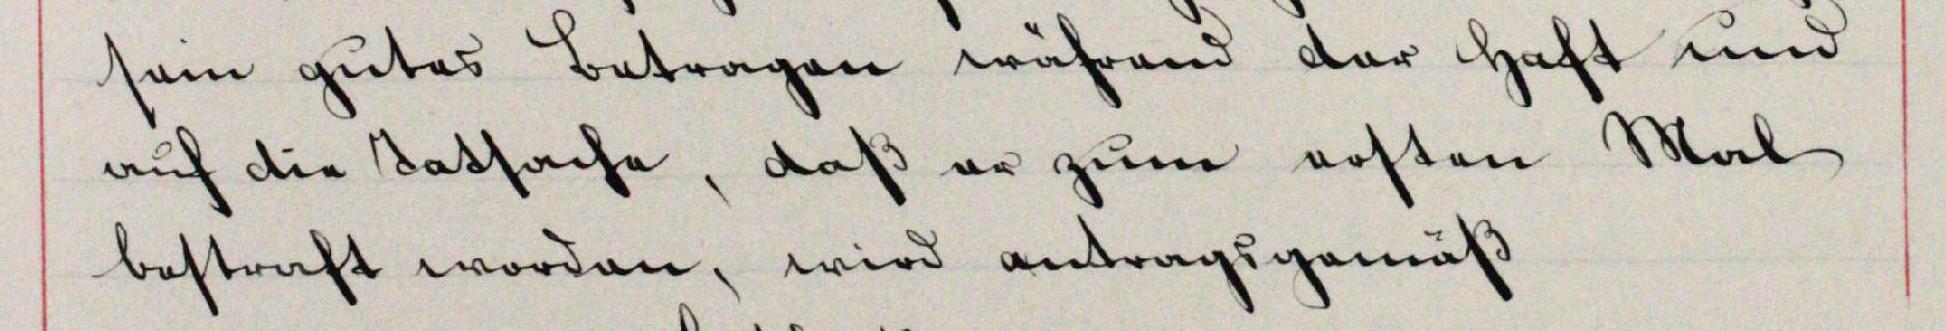 sein gutes Betragen während der Haft und
auf die Tatsache, daß er zum ersten Mal
bestraft worden, wird antragsgemäß